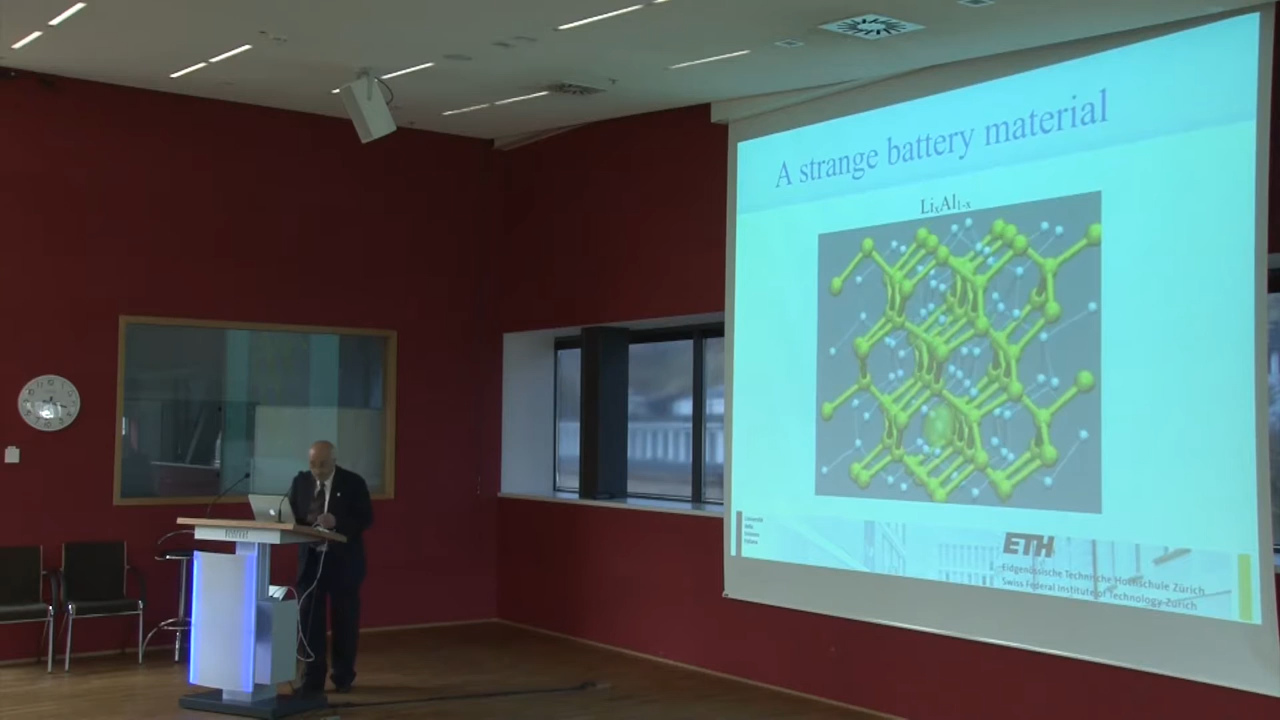 A strange battery material
LiₓAl₁₋ₓ
ETH
Eidgenössische Technische Hochschule Zürich
Swiss Federal Institute of Technology Zurich